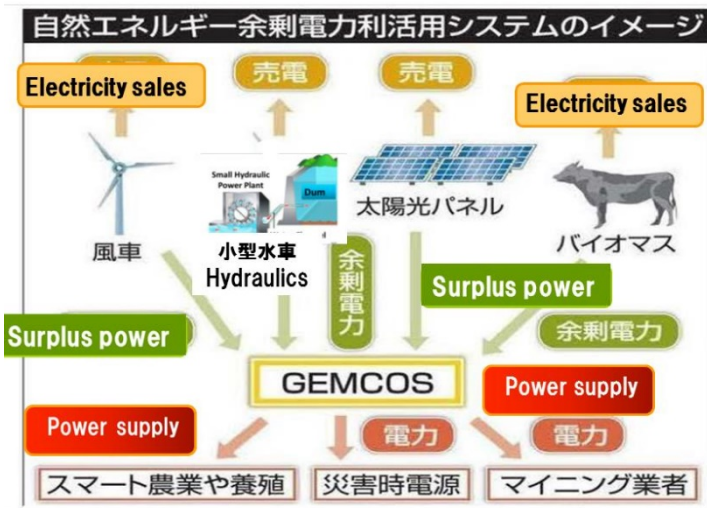 自然エネルギー余剰電力利活用システムのイメージ
Electricity sales
売電
売電
Electricity sales
Small Hydraulic
Power Plant
Dum
風車
小型水車
Hydraulics
太陽光パネル
バイオマス
余剰電力
Surplus power
Surplus power
余剰電力
GEMCOS
Power supply
Power supply
電力
電力
スマート農業や養殖
災害時電源
マイニング業者